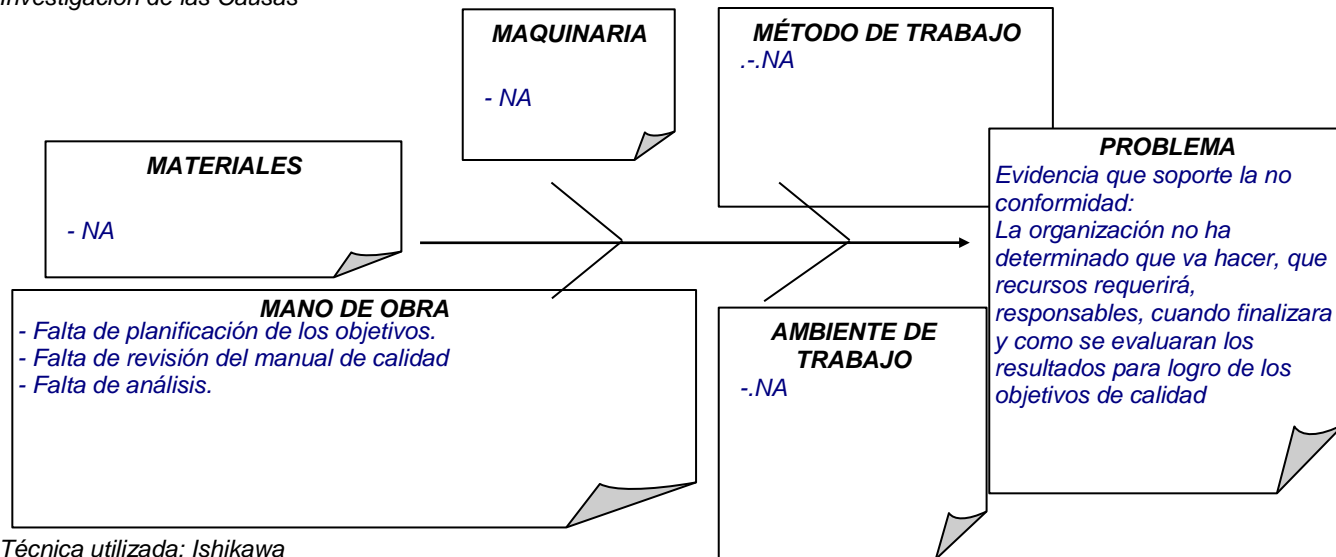 Investigación de las Causas
MAQUINARIA
- NA
MÉTODO DE TRABAJO
.-.NA
MATERIALES
- NA
PROBLEMA
Evidencia que soporte la no
conformidad:
La organización no ha
determinado que va hacer, que
recursos requerirá,
responsables, cuando finalizara
y como se evaluaran los
resultados para logro de los
objetivos de calidad
MANO DE OBRA
- Falta de planificación de los objetivos.
- Falta de revisión del manual de calidad
- Falta de análisis.
AMBIENTE DE
TRABAJO
-.NA
Técnica utilizada: Ishikawa